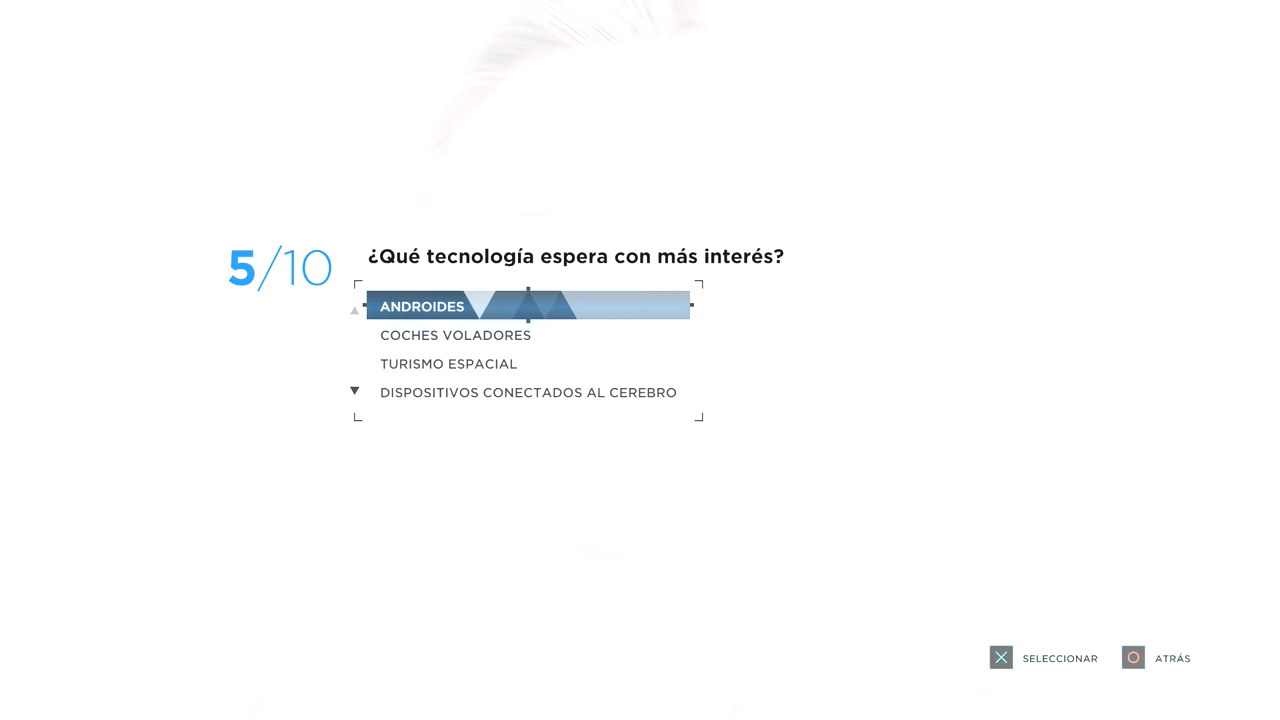 5/10
¿Qué tecnología espera con más interés?
ANDROIDES
COCHES VOLADORES
TURISMO ESPACIAL
DISPOSITIVOS CONECTADOS AL CEREBRO
SELECCIONAR ATRÁS